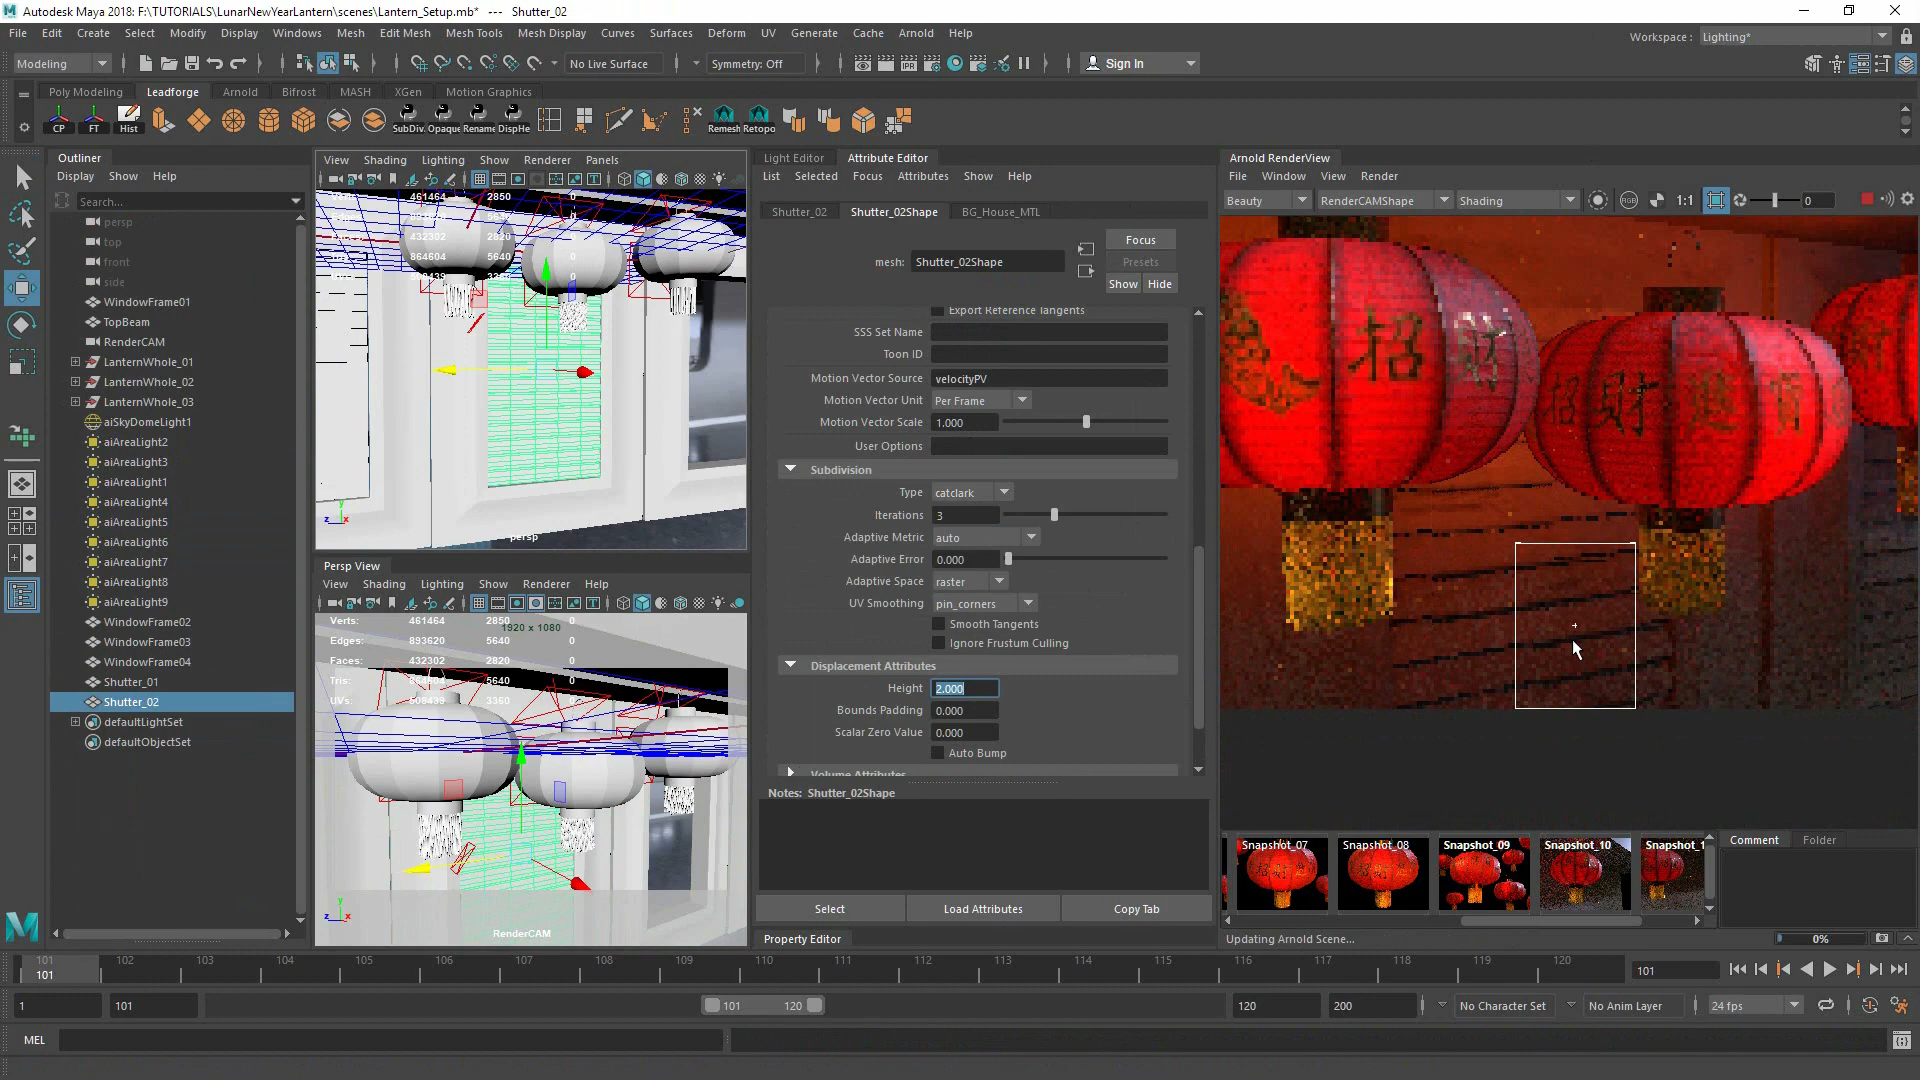 Autodesk Maya 2018: F:\TUTORIALS\LunarNewYearLantern\scenes\Lantern_Setup.mb* --- Shutter_02
File Edit Create Select Modify Display Windows Mesh Edit Mesh Mesh Tools Mesh Display Curves Surfaces Deform UV Generate Cache Arnold Help
Workspace : Lighting*
Modeling No Live Surface Symmetry: Off Sign In
Poly Modeling Leadforge Arnold Bifrost MASH XGen Motion Graphics
CP FT Hist SubDiv Opaque Rename DispHe Remesh Retopo
Outliner
Display Show Help
Search...
persp
top
front
side
WindowFrame01
TopBeam
RenderCAM
LanternWhole_01
LanternWhole_02
LanternWhole_03
aiSkyDomeLight1
aiAreaLight2
aiAreaLight3
aiAreaLight1
aiAreaLight4
aiAreaLight5
aiAreaLight6
aiAreaLight7
aiAreaLight8
aiAreaLight9
WindowFrame02
WindowFrame03
WindowFrame04
Shutter_01
Shutter_02
defaultLightSet
defaultObjectSet
View Shading Lighting Show Renderer Panels
461464 2850 0
432302 2820 0
864604 5640 0
persp
Persp View
View Shading Lighting Show Renderer Help
Verts: 461464 2850 0
1920 x 1080
Edges: 893620 5640 0
Faces: 432302 2820 0
Tris: 864604 5640 0
UVs: 508439 3360 0
RenderCAM
Light Editor Attribute Editor
List Selected Focus Attributes Show Help
Shutter_02 Shutter_02Shape BG_House_MTL
mesh: Shutter_02Shape
Focus
Presets
Show Hide
Export Reference Tangents
SSS Set Name
Toon ID
Motion Vector Source velocityPV
Motion Vector Unit Per Frame
Motion Vector Scale 1.000
User Options
Subdivision
Type catclark
Iterations 3
Adaptive Metric auto
Adaptive Error 0.000
Adaptive Space raster
UV Smoothing pin_corners
Smooth Tangents
Ignore Frustum Culling
Displacement Attributes
Height 2.000
Bounds Padding 0.000
Scalar Zero Value 0.000
Auto Bump
Volume Attributes
Notes: Shutter_02Shape
Select Load Attributes Copy Tab
Property Editor
Arnold RenderView
File Window View Render
Beauty RenderCAMShape Shading 1:1 0
招 財
招 財 進 寶
Snapshot_07 Snapshot_08 Snapshot_09 Snapshot_10 Snapshot_1
Comment Folder
Updating Arnold Scene... 0%
101 102 103 104 105 106 107 108 109 110 111 112 113 114 115 116 117 118 119 120
101
101
1 101 101 120 120 200 No Character Set No Anim Layer 24 fps
MEL